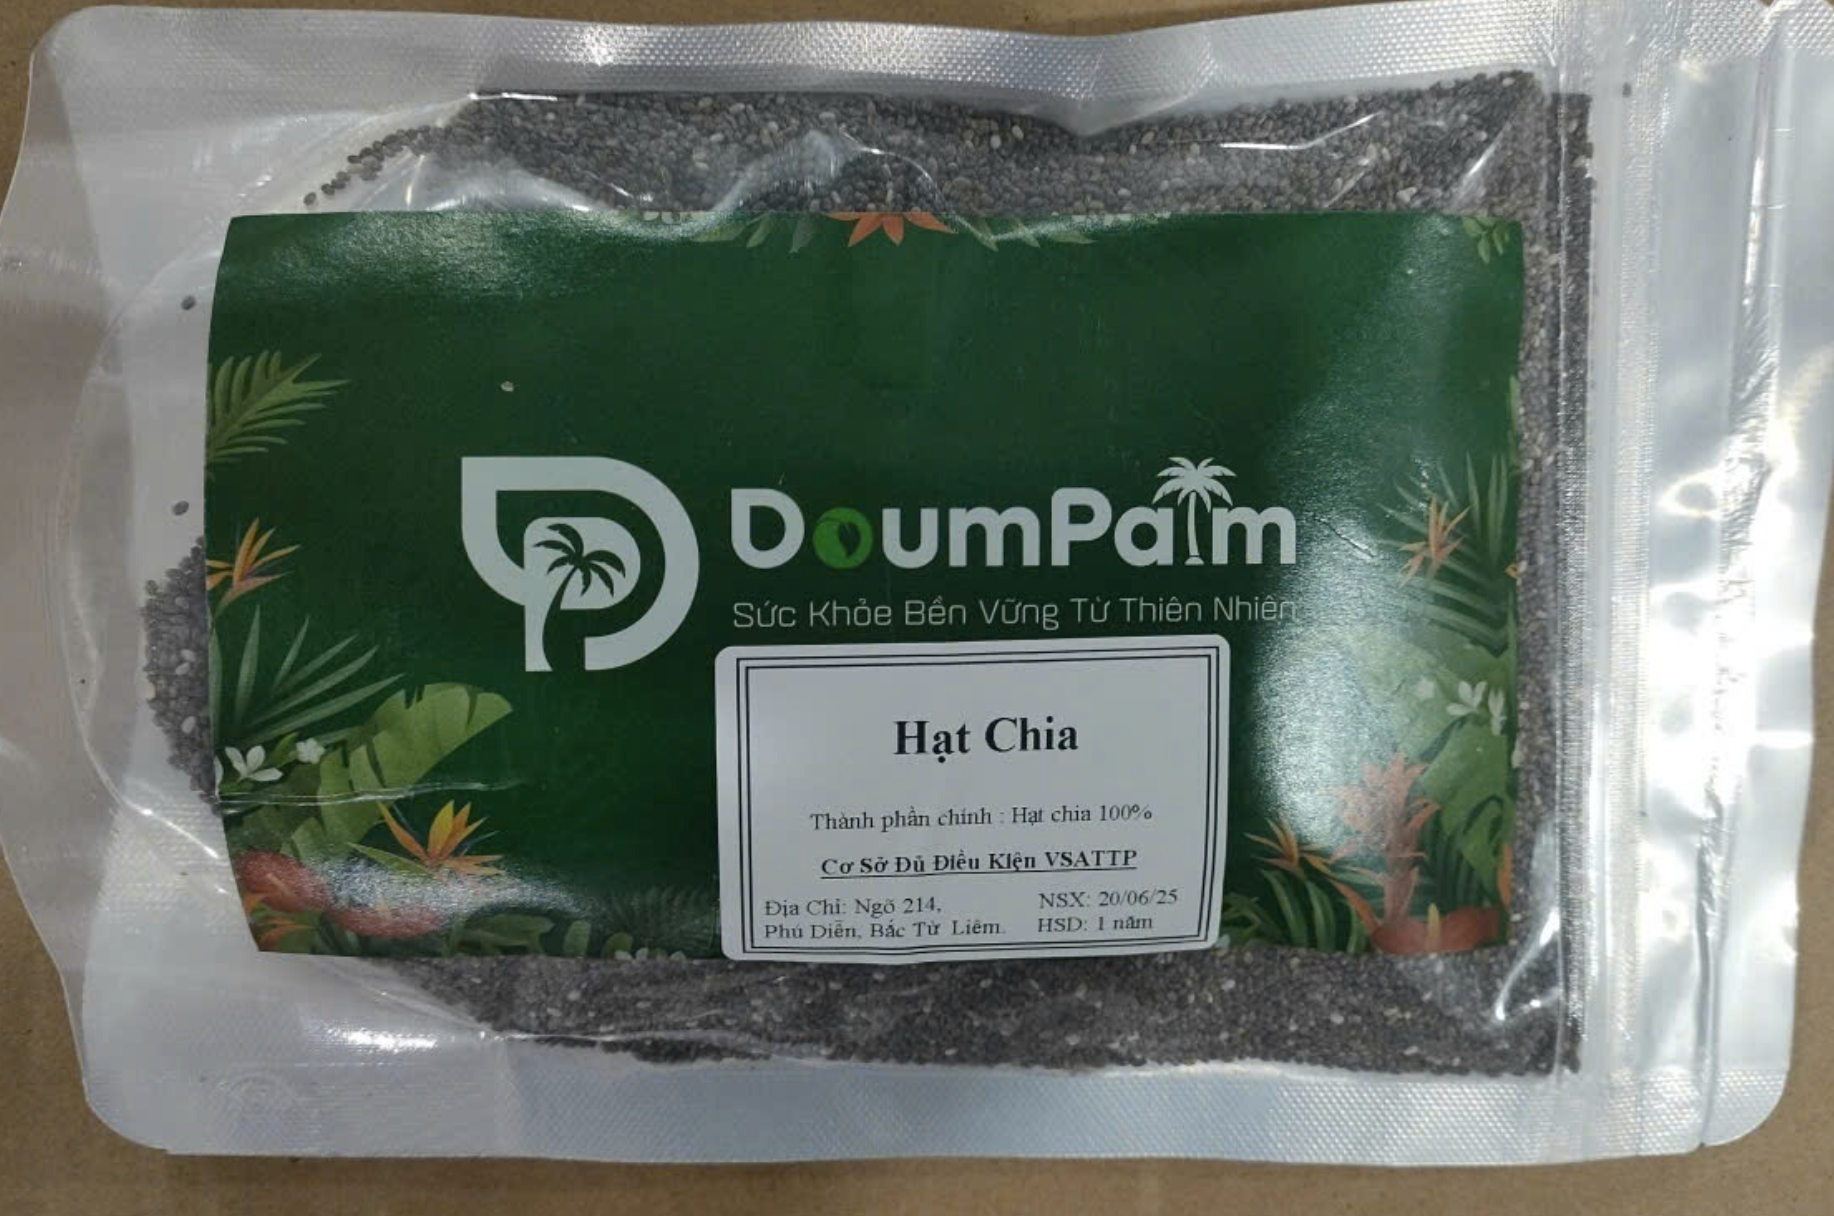 DoumPalm
Sức Khỏe Bền Vững Từ Thiên Nhiên
Hạt Chia
Thành phần chính : Hạt chia 100%
Cơ Sở Đủ Điều Kiện VSATTP
Địa Chỉ: Ngõ 214,
Phú Diễn, Bắc Từ Liêm.
NSX: 20/06/25
HSD: 1 năm